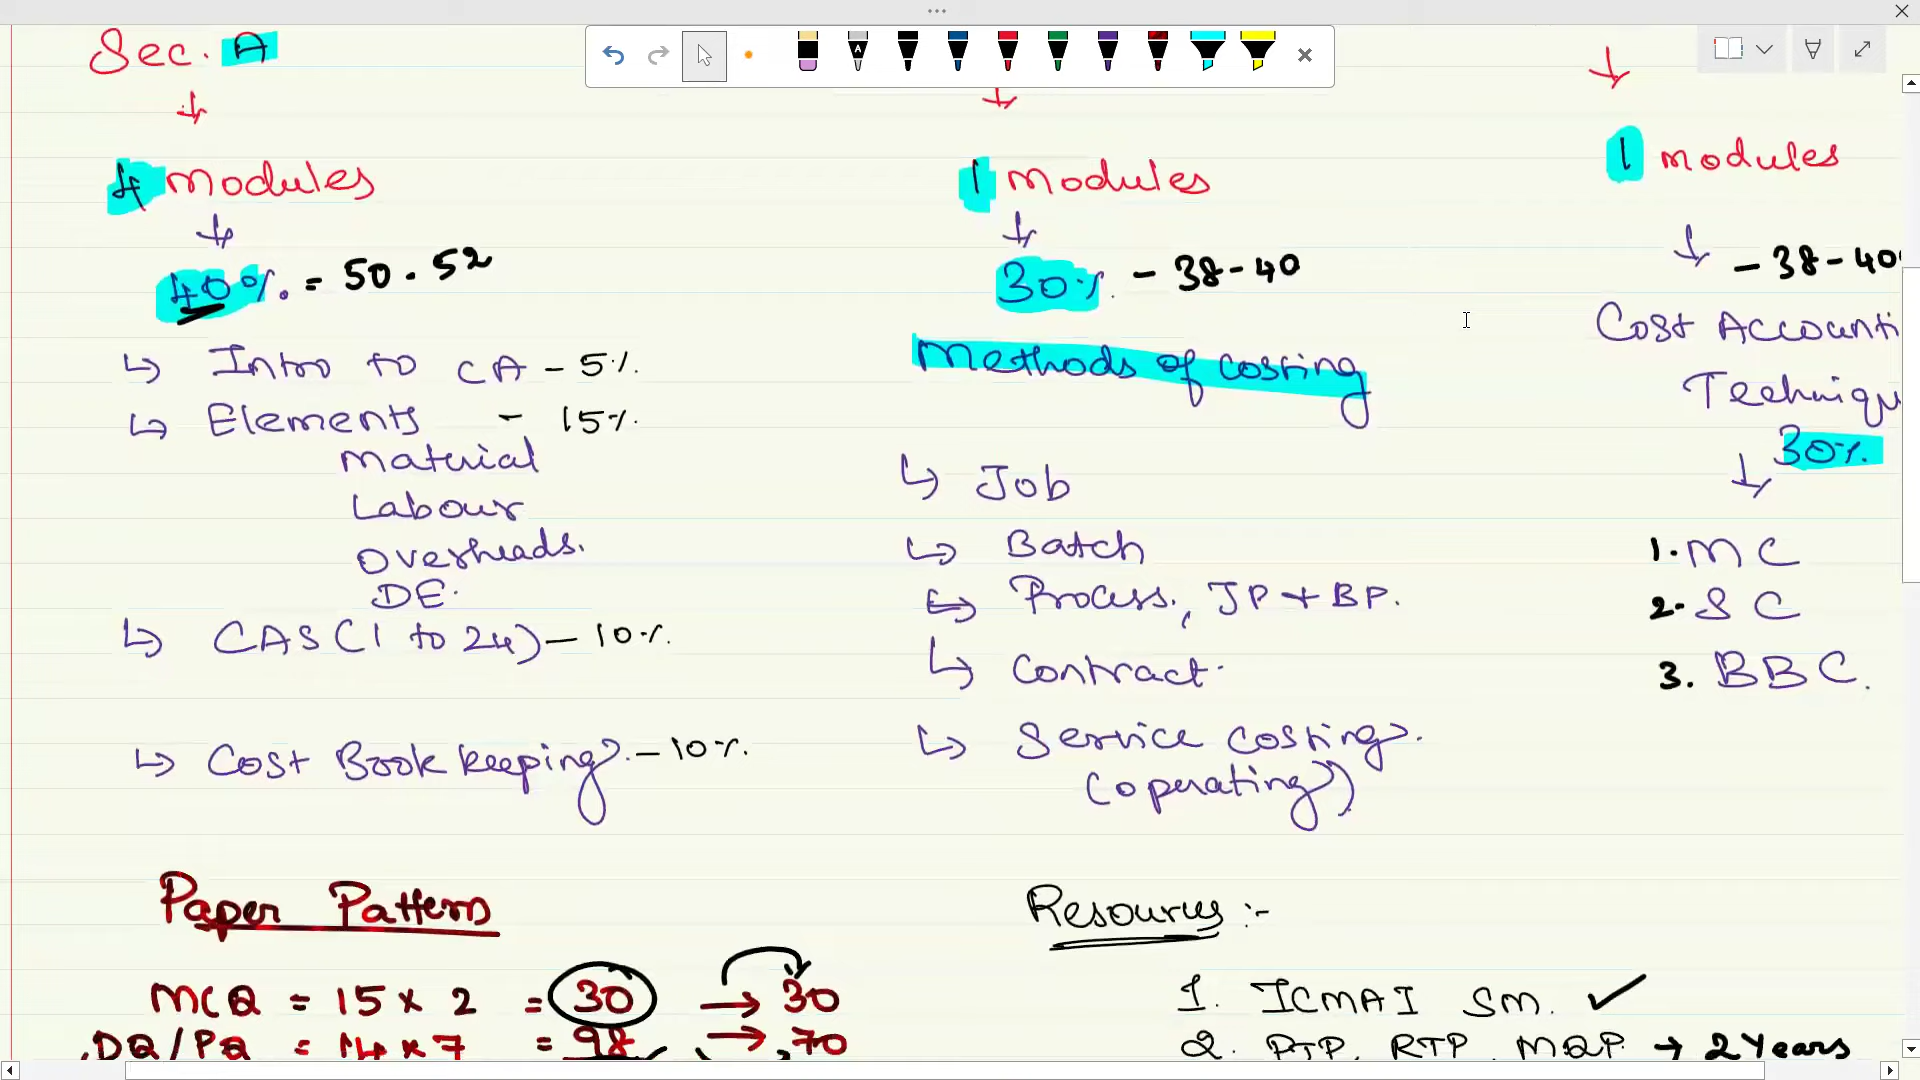 Sec. A
4 modules
40%. = 50 - 52
↳ Intro to CA - 5%.
↳ Elements - 15%.
Material
Labour
Overheads.
DE.
↳ CAS (1 to 24) - 10%.
↳ Cost Book keeping. - 10%.
1 modules
30%. - 38-40
Methods of costing
↳ Job
↳ Batch
↳ Process, JP + BP.
↳ Contract.
↳ Service costing.
(operating)
1 modules
- 38-40
Cost Accounti
Techniqu
30%.
1. MC
2. SC
3. BBC.
Paper Pattern
MCQ = 15 x 2 = 30 → 30
DQ/PQ = 14 x 7 = 98 → 70
Resources :-
1. ICMAI SM. ✓
2. PTP, RTP, MQP → 2 Years